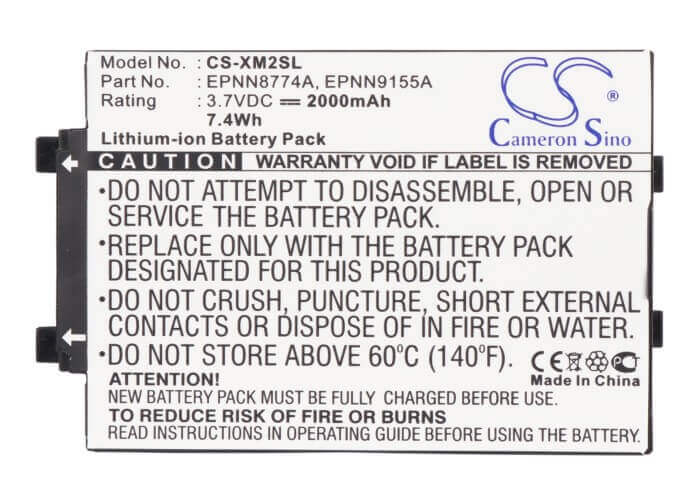 Model No. : CS-XM2SL
Part No. : EPNN8774A, EPNN9155A
Rating : 3.7VDC 2000mAh
7.4Wh
Lithium-ion Battery Pack
CS
®
Cameron Sino
CAUTION WARRANTY VOID IF LABEL IS REMOVED
•DO NOT ATTEMPT TO DISASSEMBLE, OPEN OR
SERVICE THE BATTERY PACK.
•REPLACE ONLY WITH THE BATTERY PACK
DESIGNATED FOR THIS PRODUCT.
•DO NOT CRUSH, PUNCTURE, SHORT EXTERNAL
CONTACTS OR DISPOSE OF IN FIRE OR WATER.
•DO NOT STORE ABOVE 60⁰C (140⁰F).
CE
Made In China
ATTENTION!
NEW BATTERY PACK MUST BE FULLY CHARGED BEFORE FIRST USE.
TO REDUCE RISK OF FIRE OR BURNS
READ INSTRUCTIONS IN OPERATING GUIDE BEFORE USING THE BATTERY.